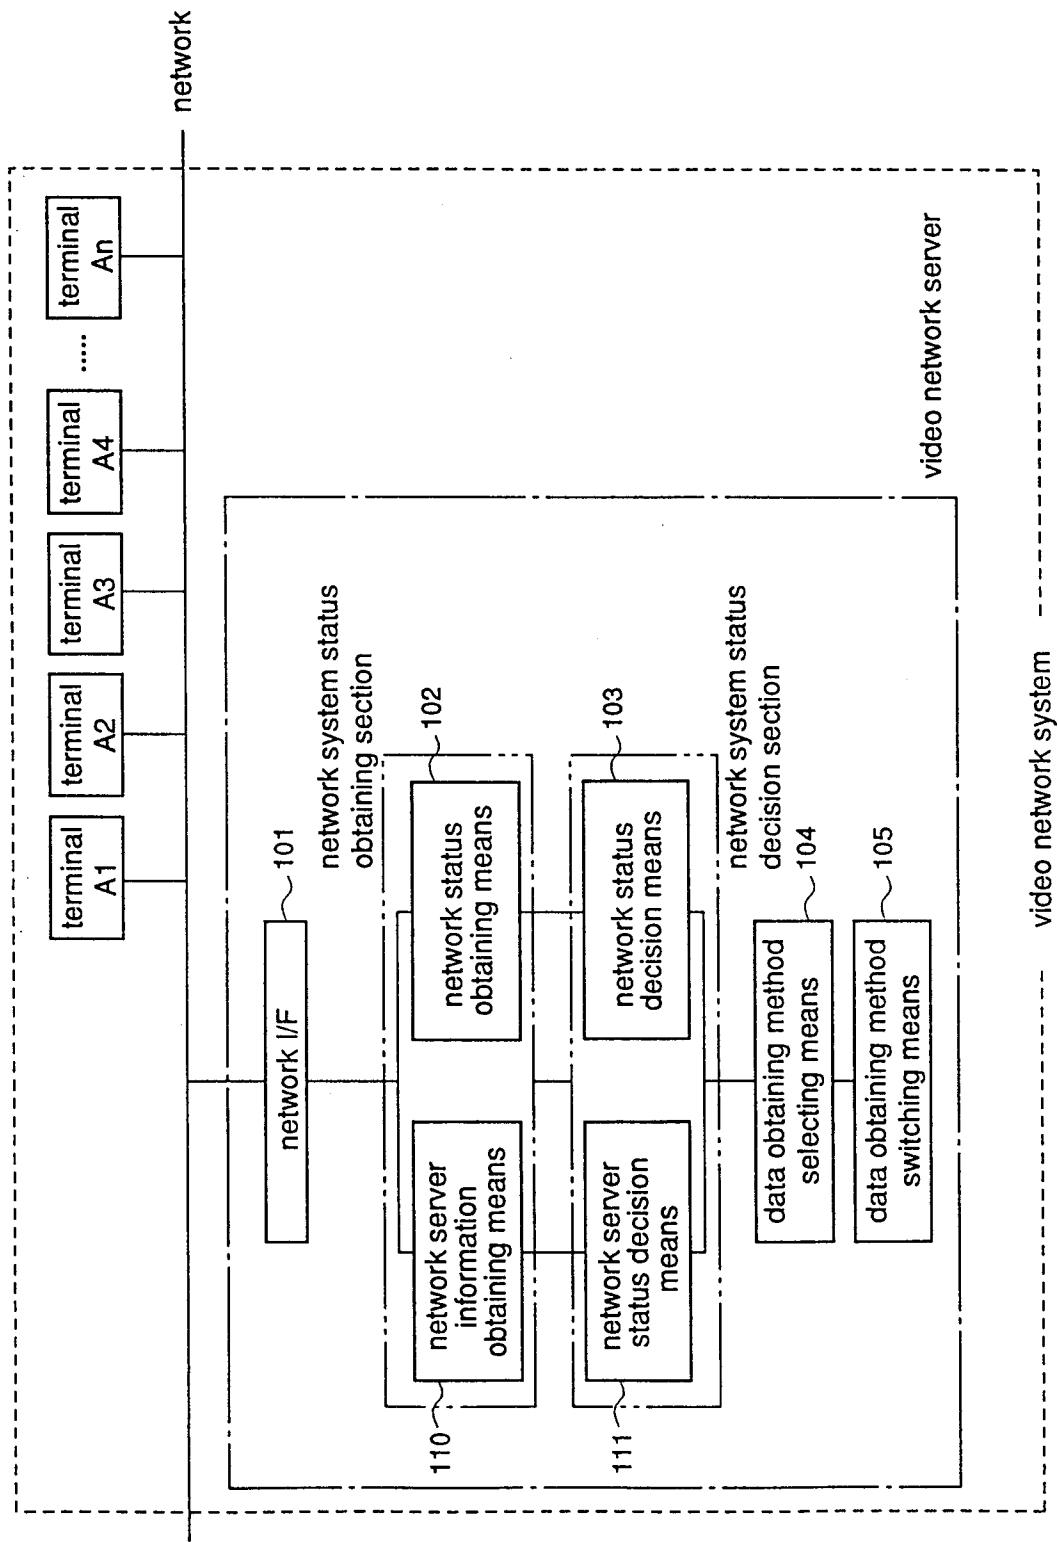 network
terminal
A1
terminal
A2
terminal
A3
terminal
A4
.....
terminal
An
network I/F
101
network system status
obtaining section
network server
information
obtaining means
110
network status
obtaining means
102
network server
status decision
means
111
network status
decision means
103
network system status
decision section
data obtaining method
selecting means
104
data obtaining method
switching means
105
video network server
video network system